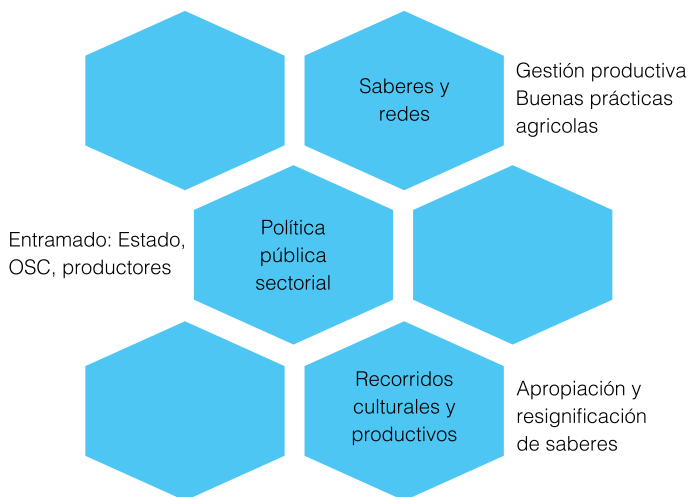 Saberes y
redes
Gestión productiva
Buenas prácticas
agricolas
Entramado: Estado,
OSC, productores
Política
pública
sectorial
Recorridos
culturales y
productivos
Apropiación y
resignificación
de saberes